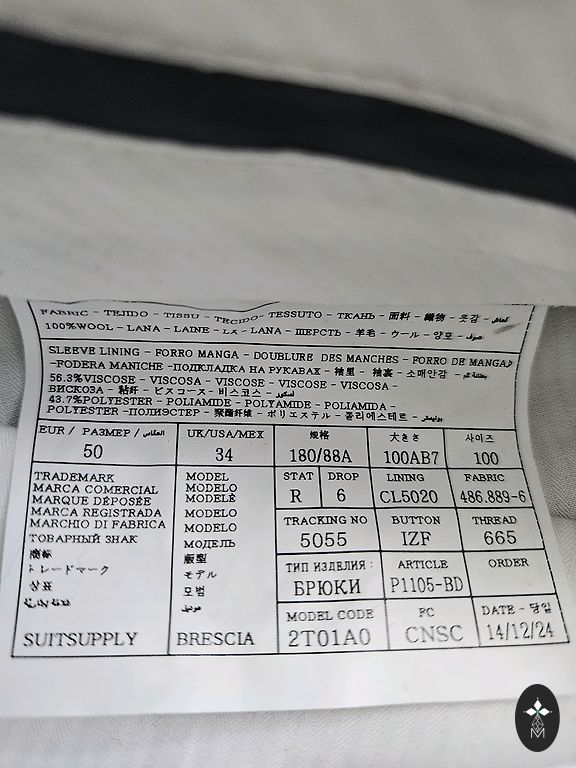 FABRIC - TEJIDO - TISSU - TECIDO- TESSUTO - ТКАНЬ - 面料 - 織物 - 옷감 - قماش
100%WOOL - LANA - LAINE - LÃ - LANA - ШЕРСТЬ - 羊毛 - ウール - 양모 - صوف
SLEEVE LINING - FORRO MANGA - DOUBLURE DES MANCHES - FORRO DE MANGA
-FODERA MANICHE -ПОДКЛАДКА НА РУКАВАХ - 袖里 - 袖裏 - 소매안감 -
56.3%VISCOSE - VISCOSA - VISCOSE - VISCOSE - VISCOSA -
ВИСКОЗА - 粘纤 - ビスコース - 비스코스 -
43.7%POLYESTER - POLIAMIDE - POLYAMIDE - POLIAMIDA -
POLYESTER -ПОЛИЭСТЕР - 聚酯纤维 - ポリエステル - 폴리에스테르 -
EUR / РАЗМЕР / المقاس
50
UK/USA/MEX
34
规格
180/88A
大きさ
100AB7
사이즈
100
TRADEMARK
MARCA COMERCIAL
MARQUE DÉPOSÉE
MARCA REGISTRADA
MARCHIO DI FABRICA
ТОВАРНЫЙ ЗНАК
商标
トレードマーク
상표
SUITSUPPLY
MODEL
MODELO
MODELÈ
MODELO
MODELO
МОДЕЛЬ
版型
モデル
모범
موديل
BRESCIA
STAT
R
DROP
6
LINING
CL5020
FABRIC
486.889-6
TRACKING NO
5055
BUTTON
IZF
THREAD
665
ТИП ИЗДЕЛИЯ :
БРЮКИ
ARTICLE
P1105-BD
ORDER
MODEL CODE
2T01A0
FC
CNSC
DATE - 당일
14/12/24
M